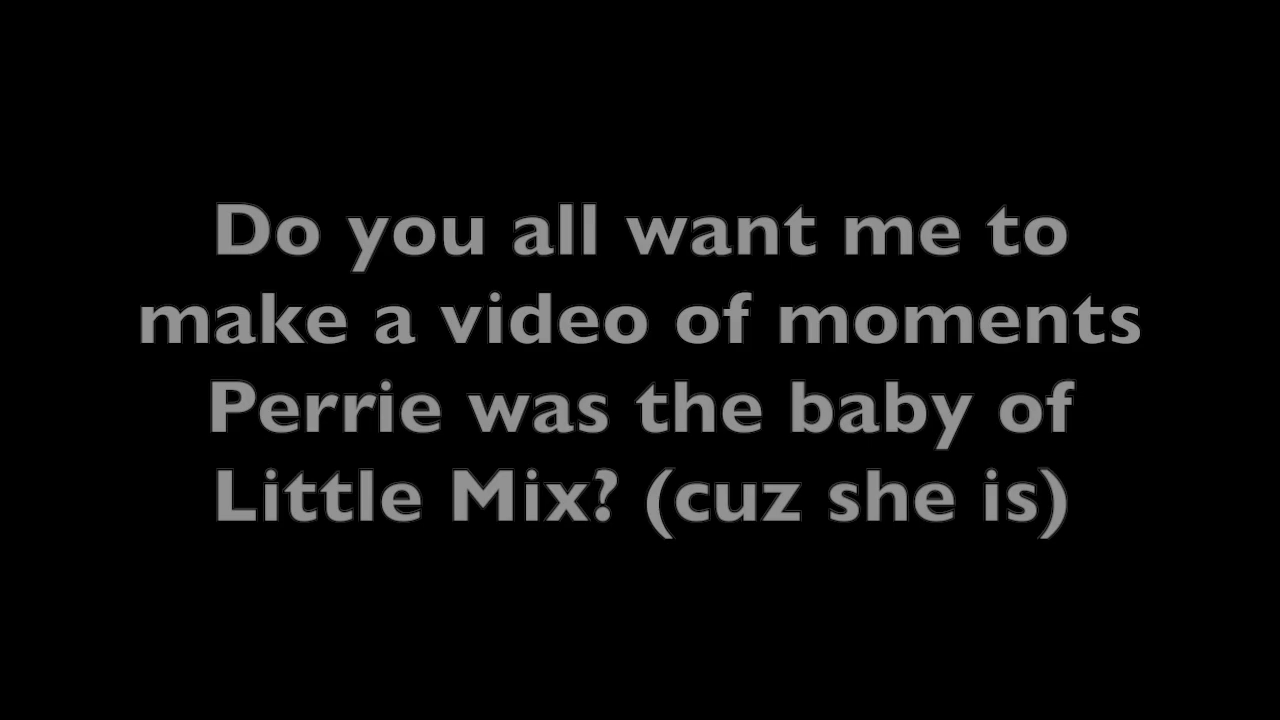 Do you all want me to
make a video of moments
Perrie was the baby of
Little Mix? (cuz she is)